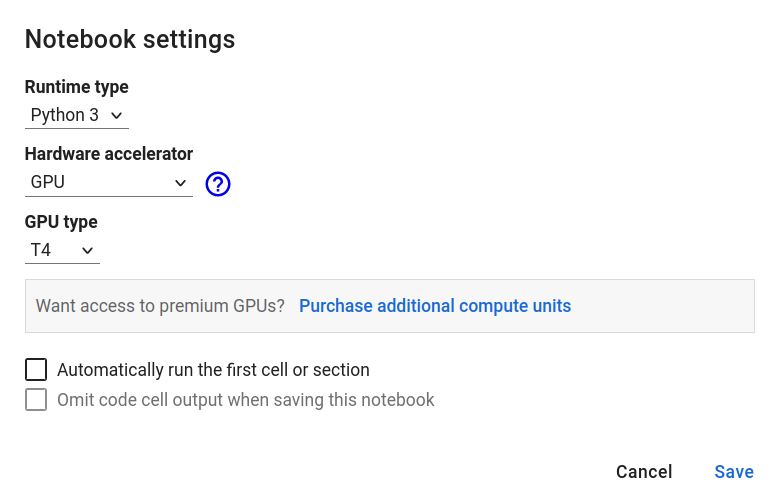 Notebook settings
Runtime type
Python 3
Hardware accelerator
GPU
?
GPU type
T4
Want access to premium GPUs? Purchase additional compute units
Automatically run the first cell or section
Omit code cell output when saving this notebook
Cancel Save